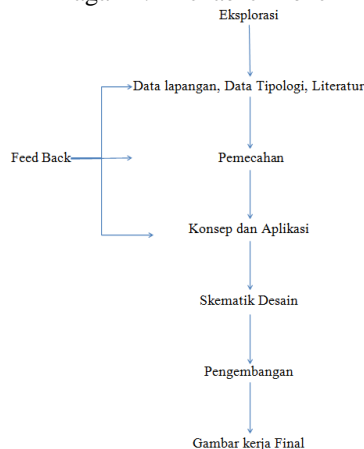 Eksplorasi
Data lapangan, Data Tipologi, Literatur
Feed Back
Pemecahan
Konsep dan Aplikasi
Skematik Desain
Pengembangan
Gambar kerja Final